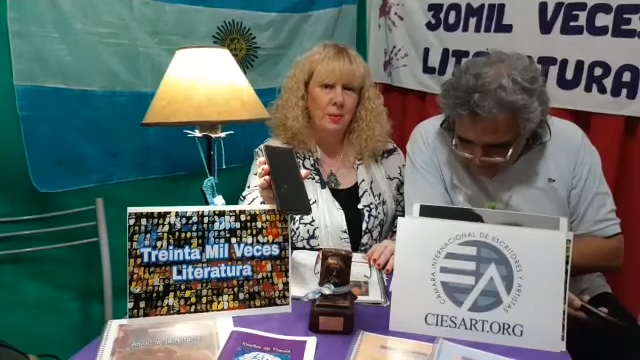 30MIL VECES
LITERATURA
Treinta Mil Veces
Literatura
CÁMARA INTERNACIONAL DE ESCRITORES Y ARTISTAS
CIESART.ORG